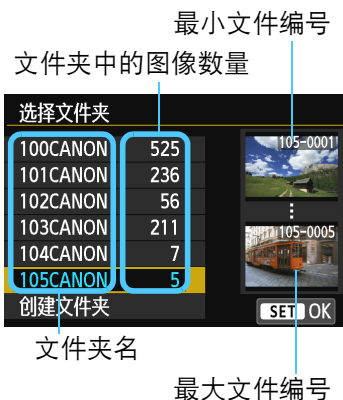 最小文件编号
文件夹中的图像数量
选择文件夹
100CANON 525
101CANON 236
102CANON 56
103CANON 211
104CANON 7
105CANON 5
创建文件夹
105-0001
105-0005
SET OK
文件夹名
最大文件编号